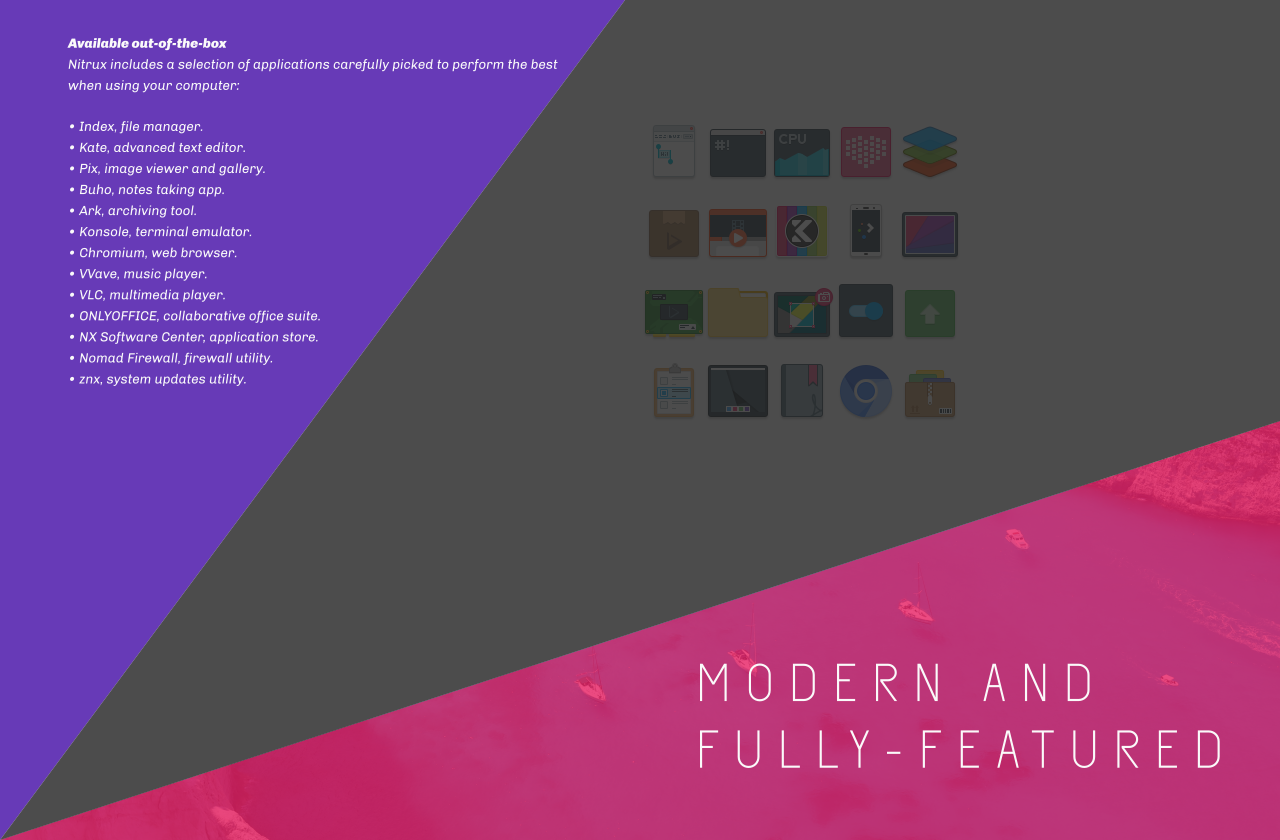 Available out-of-the-box
Nitrux includes a selection of applications carefully picked to perform the best
when using your computer:
• Index, file manager.
• Kate, advanced text editor.
• Pix, image viewer and gallery.
• Buho, notes taking app.
• Ark, archiving tool.
• Konsole, terminal emulator.
• Chromium, web browser.
• VVave, music player.
• VLC, multimedia player.
• ONLYOFFICE, collaborative office suite.
• NX Software Center, application store.
• Nomad Firewall, firewall utility.
• znx, system updates utility.
#!
CPU
MODERN AND
FULLY-FEATURED